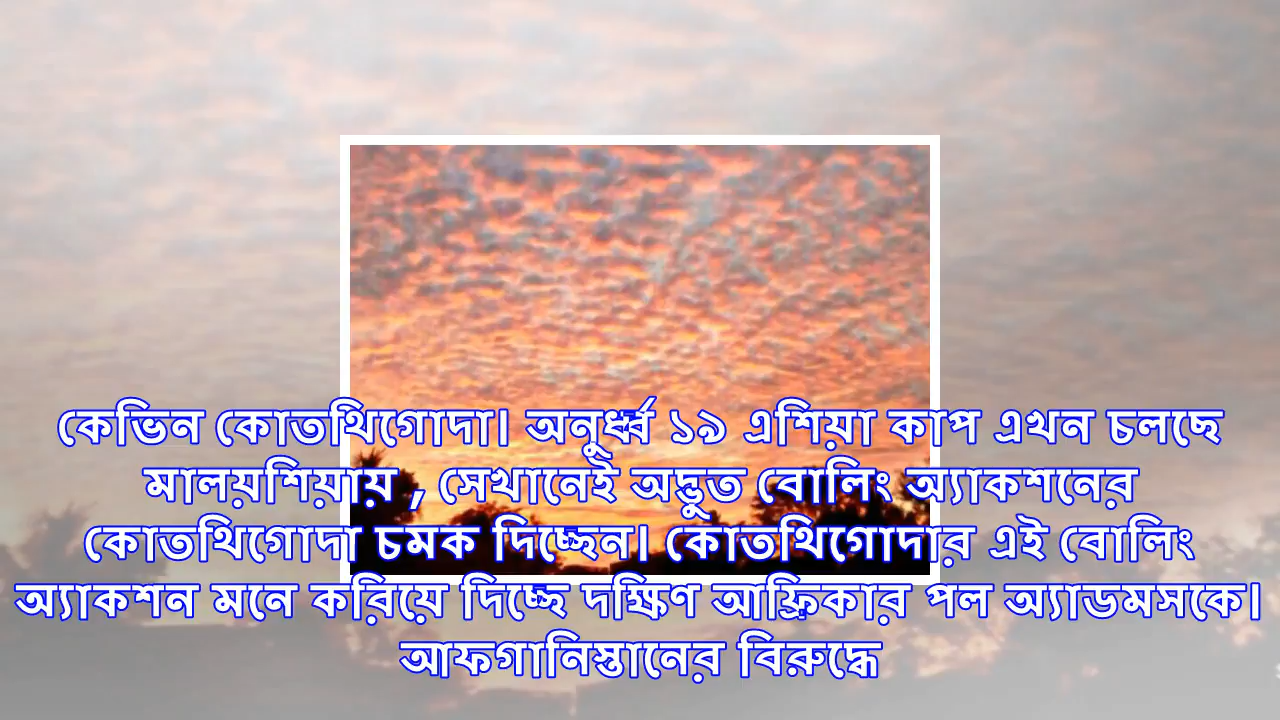 কেভিন কোতথিগোদা। অনুর্ধ্ব ১৯ এশিয়া কাপ এখন চলছে
মালয়শিয়ায় , সেখানেই অদ্ভুত বোলিং অ্যাকশনের
কোতথিগোদা চমক দিচ্ছেন। কোতথিগোদার এই বোলিং
অ্যাকশন মনে করিয়ে দিচ্ছে দক্ষিণ আফ্রিকার পল অ্যাডমসকে।
আফগানিস্তানের বিরুদ্ধে